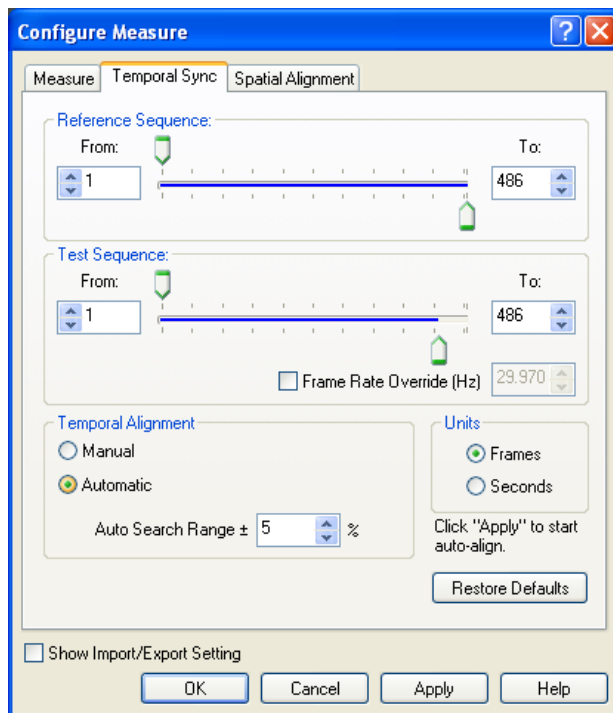 Configure Measure
Measure Temporal Sync Spatial Alignment
Reference Sequence:
From: To:
1 486
Test Sequence:
From: To:
1 486
Frame Rate Override (Hz) 29.970
Temporal Alignment
Manual
Automatic
Auto Search Range ± 5 %
Units
Frames
Seconds
Click "Apply" to start
auto-align.
Restore Defaults
Show Import/Export Setting
OK Cancel Apply Help